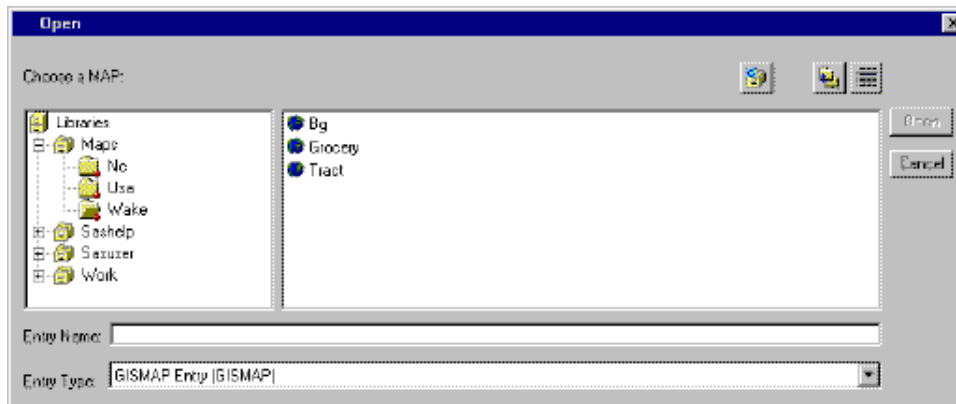 Open
Choose a MAP:
Libraries
Maps
Nc
Usa
Wake
Sashelp
Sasuser
Work
Bg
Grocery
Tract
Open
Cancel
Entry Name:
Entry Type: GISMAP Entry (GISMAP)